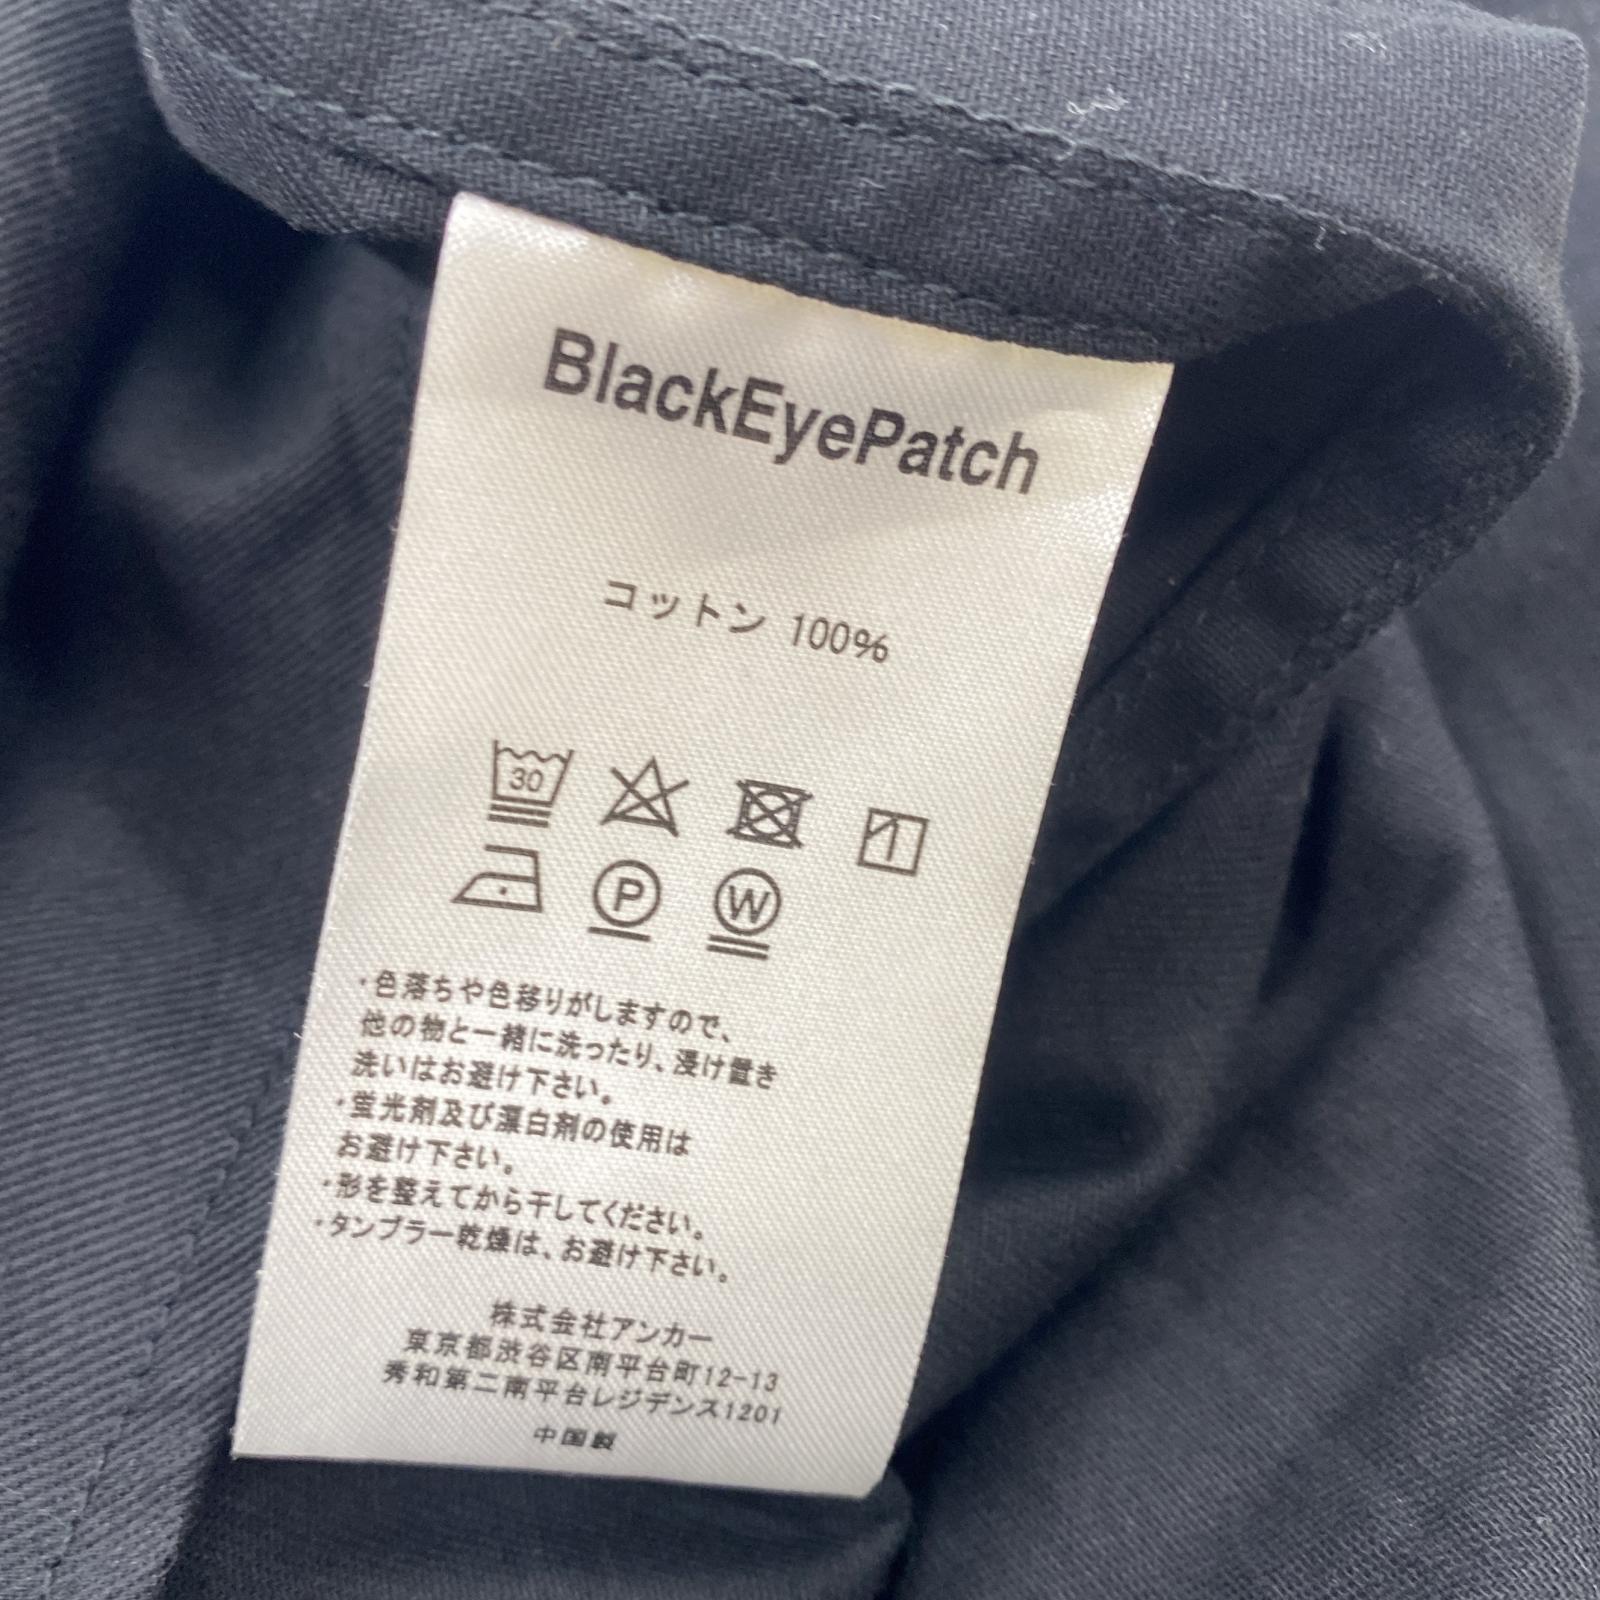 BlackEyePatch
コットン 100%
30
P W
・色落ちや色移りがしますので、
他の物と一緒に洗ったり、浸け置き
洗いはお避け下さい。
・蛍光剤及び漂白剤の使用は
お避け下さい。
・形を整えてから干してください。
・タンブラー乾燥は、お避け下さい。
株式会社アンカー
東京都渋谷区南平台町12-13
秀和第二南平台レジデンス1201
中国製